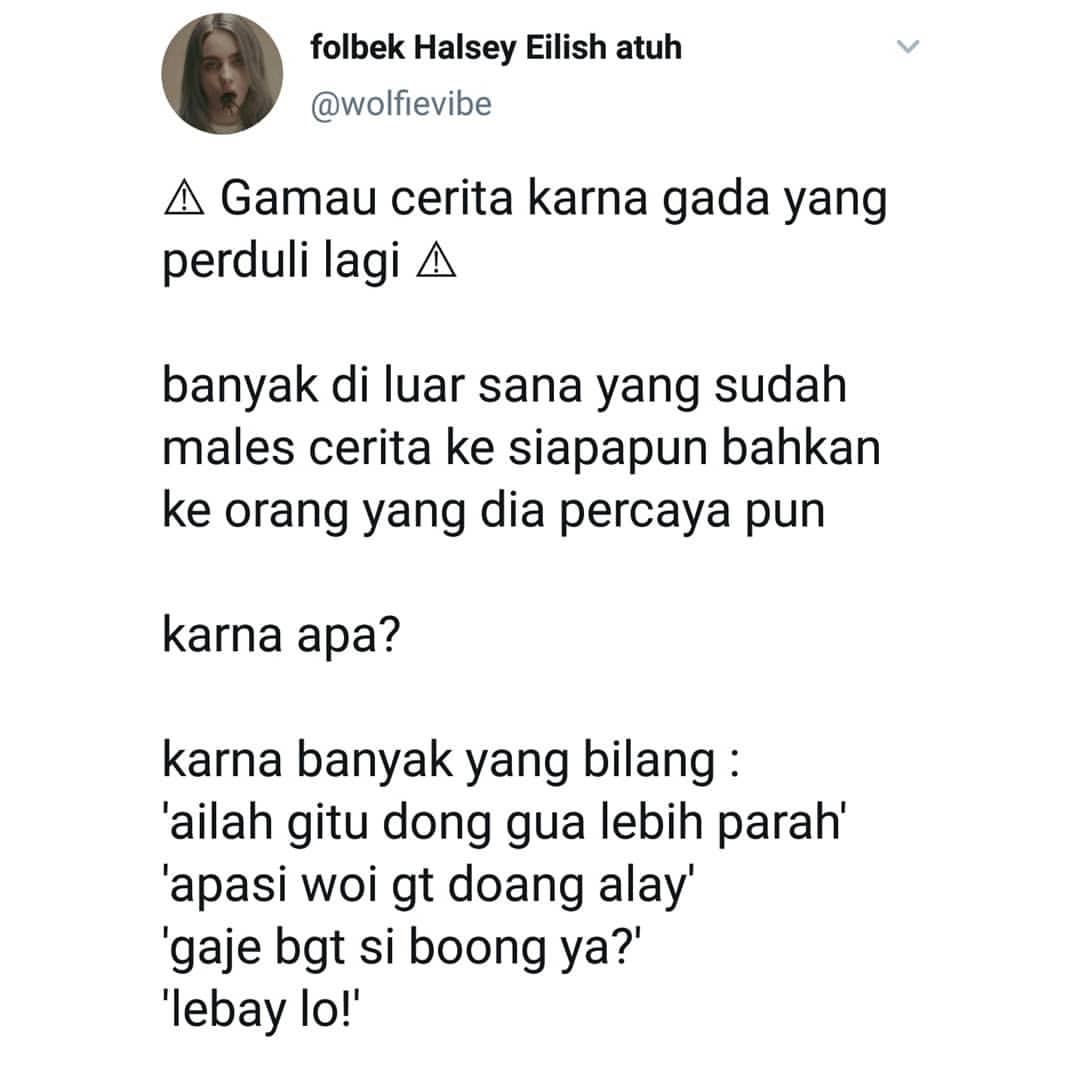 folbek Halsey Eilish atuh
@wolfievibe
⚠ Gamau cerita karna gada yang
perduli lagi ⚠
banyak di luar sana yang sudah
males cerita ke siapapun bahkan
ke orang yang dia percaya pun
karna apa?
karna banyak yang bilang :
'ailah gitu dong gua lebih parah'
'apasi woi gt doang alay'
'gaje bgt si boong ya?'
'lebay lo!'